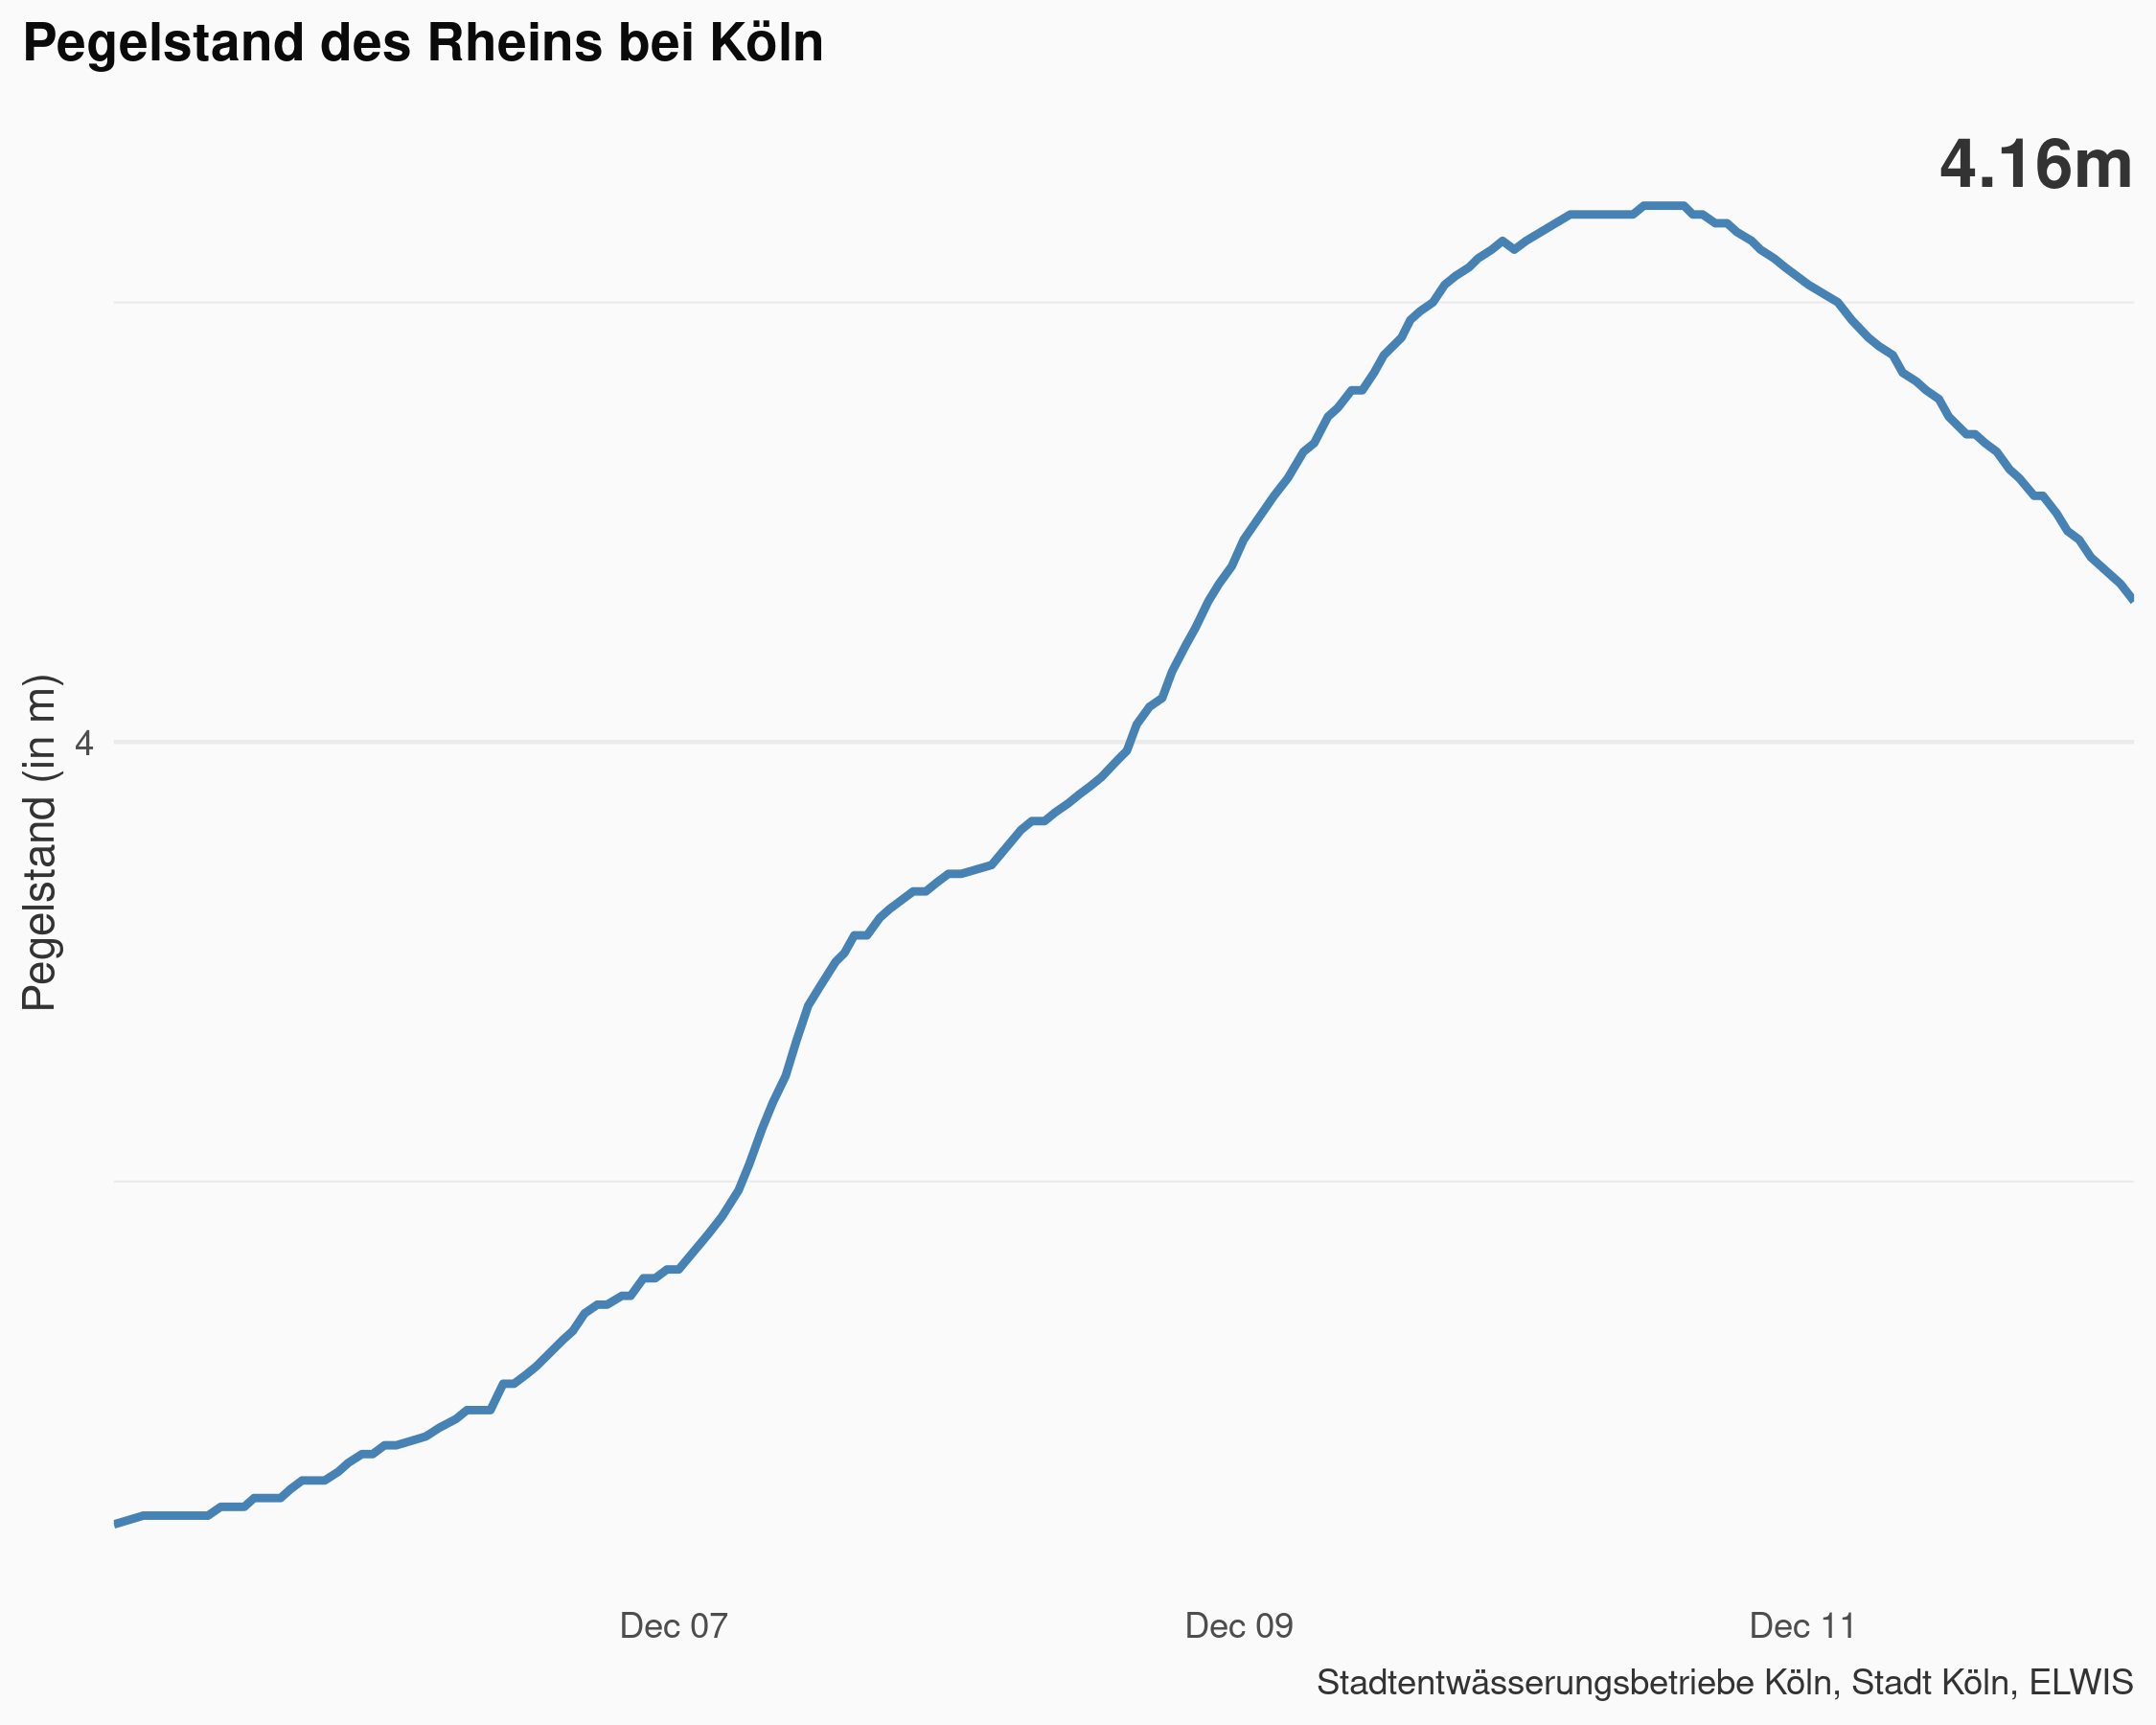 Pegelstand des Rheins bei Köln
4.16m
Pegelstand (in m)
4
Dec 07
Dec 09
Dec 11
Stadtentwässerungsbetriebe Köln, Stadt Köln, ELWIS